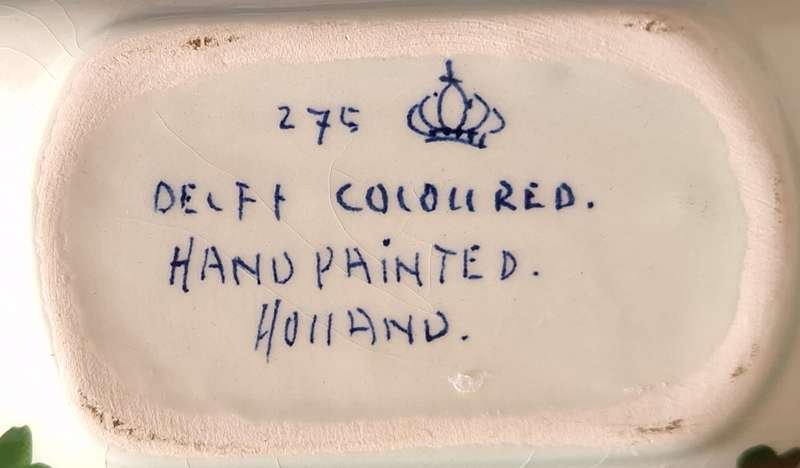 275
DELFT COLOURED.
HANDPAINTED.
HOLLAND.